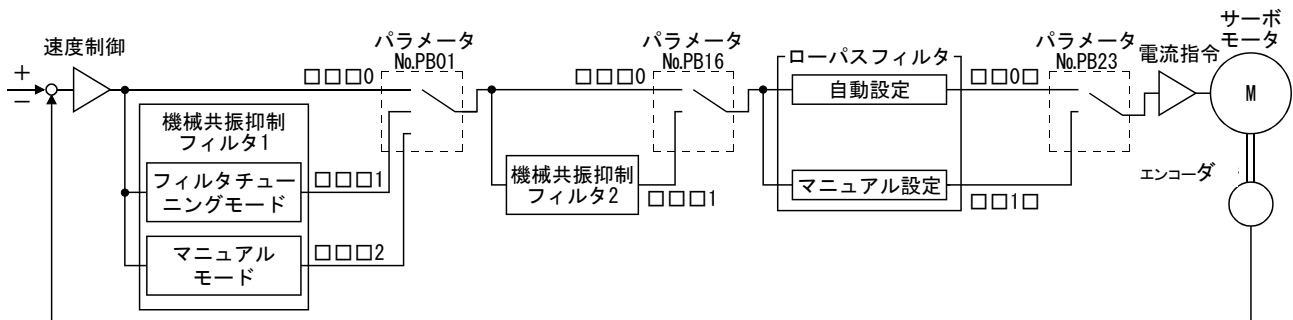 速度制御
+
−
機械共振抑制
フィルタ1
フィルタチュー
ニングモード
マニュアル
モード
□□□0
□□□1
□□□2
パラメータ
No.PB01
機械共振抑制
フィルタ2
□□□0
□□□1
パラメータ
No.PB16
ローパスフィルタ
自動設定
マニュアル設定
□□0□
□□1□
パラメータ
No.PB23
電流指令
サーボ
モータ
M
エンコーダ